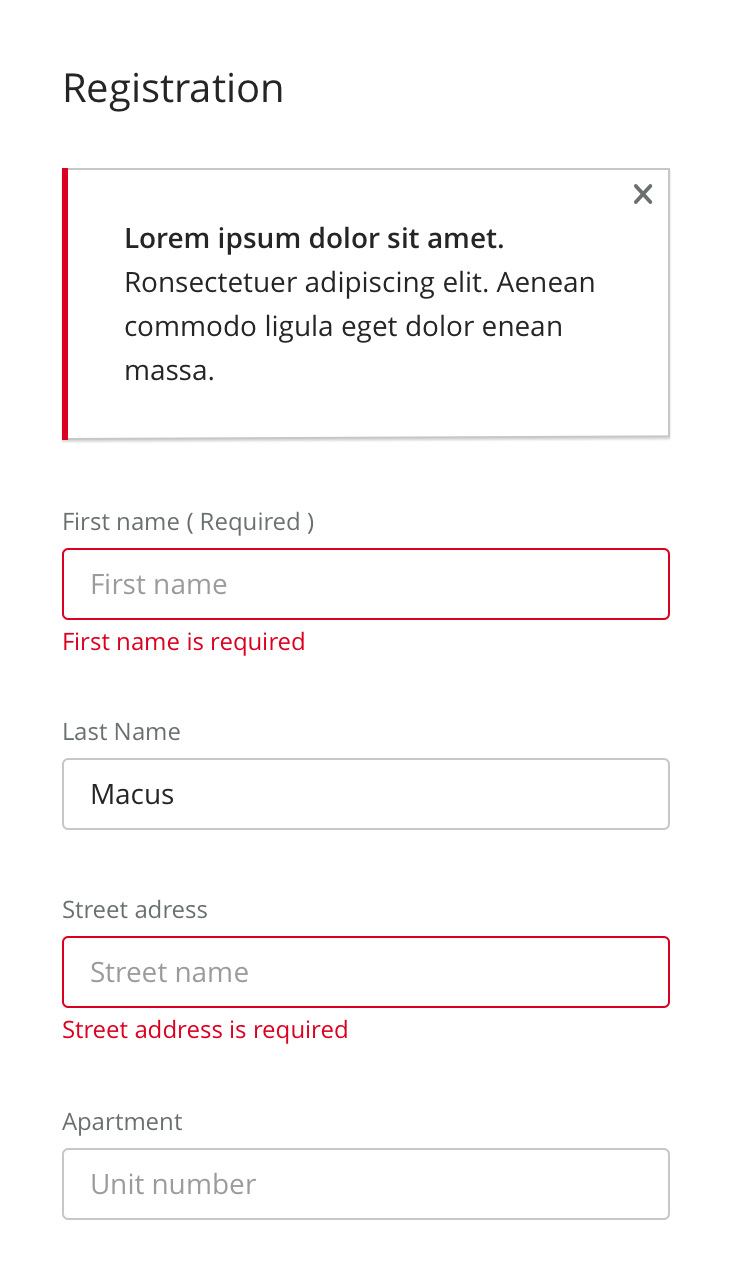 Registration
Lorem ipsum dolor sit amet.
Ronsectetuer adipiscing elit. Aenean
commodo ligula eget dolor enean
massa.
First name ( Required )
First name
First name is required
Last Name
Macus
Street adress
Street name
Street address is required
Apartment
Unit number